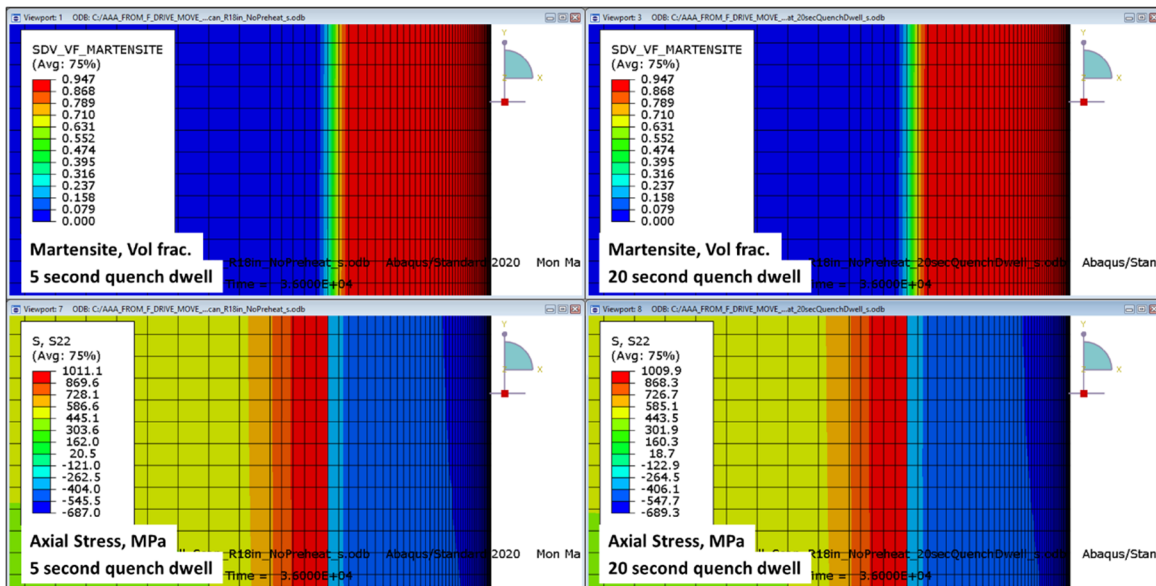 Viewport: 1 ODB: C:/AAA_FROM_F_DRIVE_MOVE_...can_R18in_NoPreheat_s.odb
SDV_VF_MARTENSITE
(Avg: 75%)
0.947
0.868
0.789
0.710
0.631
0.552
0.474
0.395
0.316
0.237
0.158
0.079
0.000
Y
X
Martensite, Vol frac.
5 second quench dwell
_R18in_NoPreheat_s.odb Abaqus/Standard 2020 Mon Ma
Time = 3.6000E+04
Viewport: 3 ODB: C:/AAA_FROM_F_DRIVE_MOVE_...at_20secQuenchDwell_s.odb
SDV_VF_MARTENSITE
(Avg: 75%)
0.947
0.868
0.789
0.710
0.631
0.552
0.474
0.395
0.316
0.237
0.158
0.079
0.000
Y
X
Martensite, Vol frac.
20 second quench dwell
R18in_NoPreheat_20secQuenchDwell_s.odb Abaqus/Stan
Time = 3.6000E+04
Viewport: 7 ODB: C:/AAA_FROM_F_DRIVE_MOVE_...can_R18in_NoPreheat_s.odb
S, S22
(Avg: 75%)
1011.1
869.6
728.1
586.6
445.1
303.6
162.0
20.5
-121.0
-262.5
-404.0
-545.5
-687.0
Y
X
Axial Stress, MPa
5 second quench dwell
_R18in_NoPreheat_s.odb Abaqus/Standard 2020 Mon Ma
Time = 3.6000E+04
Viewport: 8 ODB: C:/AAA_FROM_F_DRIVE_MOVE_...at_20secQuenchDwell_s.odb
S, S22
(Avg: 75%)
1009.9
868.3
726.7
585.1
443.5
301.9
160.3
18.7
-122.9
-264.5
-406.1
-547.7
-689.3
Y
X
Axial Stress, MPa
20 second quench dwell
R18in_NoPreheat_20secQuenchDwell_s.odb Abaqus/Stan
Time = 3.6000E+04